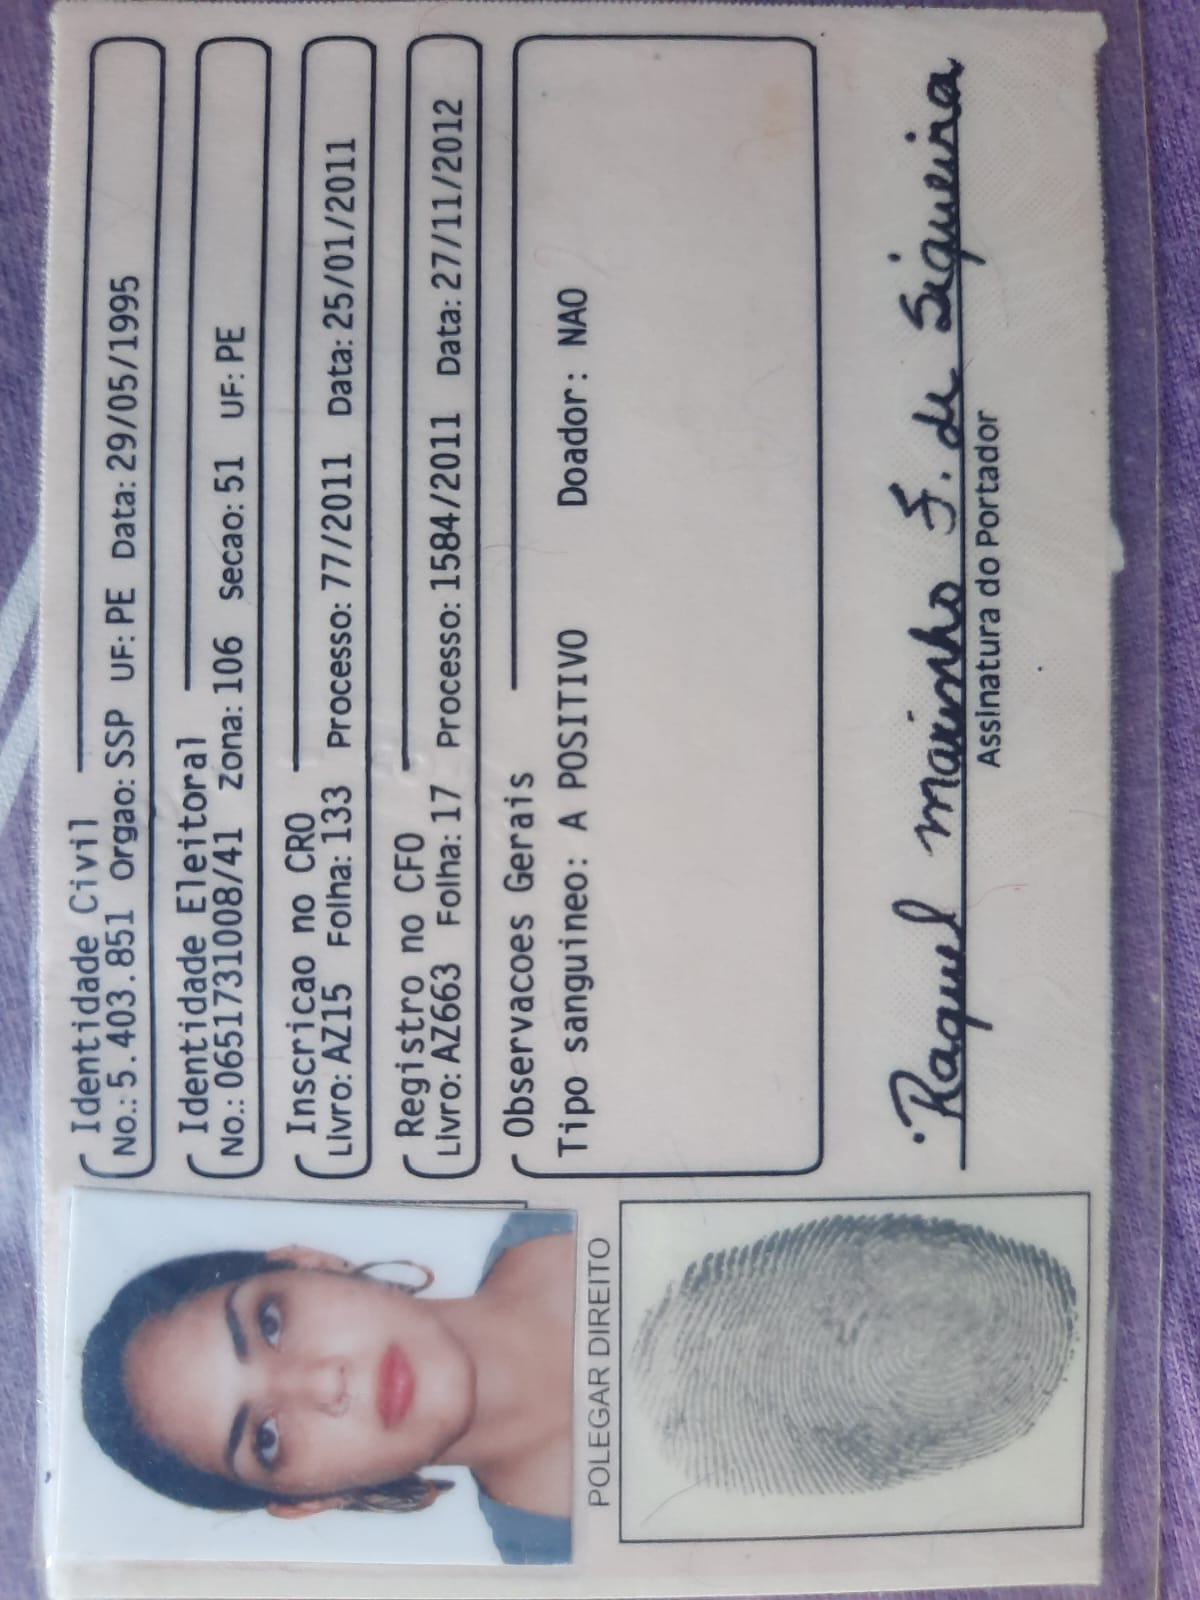 Identidade Civil
No.: 5.403.851 Orgao: SSP UF: PE Data: 29/05/1995
Identidade Eleitoral
No.: 0651731008/41 zona: 106 secao: 51 UF: PE
Inscricao no CRO
Livro: AZ15 Folha: 133 Processo: 77/2011 Data: 25/01/2011
Registro no CFO
Livro: AZ663 Folha: 17 Processo: 1584/2011 Data: 27/11/2012
Observacoes Gerais
Tipo sanguineo: A POSITIVO Doador: NAO
POLEGAR DIREITO
Raquel marinho F. de Siqueira
Assinatura do Portador